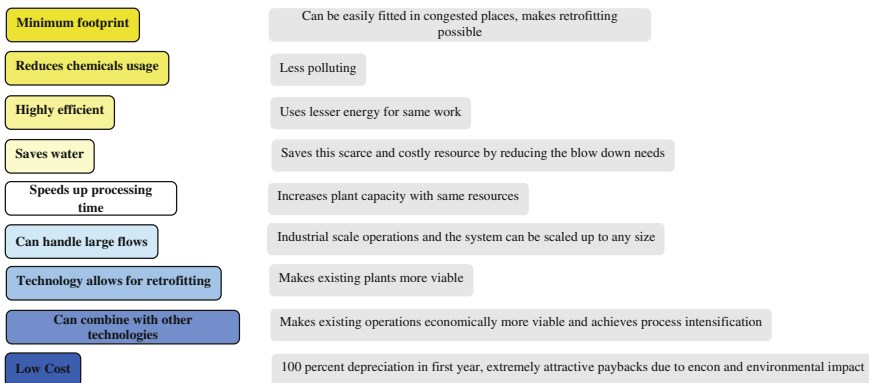 Minimum footprint
Can be easily fitted in congested places, makes retrofitting
possible
Reduces chemicals usage
Less polluting
Highly efficient
Uses lesser energy for same work
Saves water
Saves this scarce and costly resource by reducing the blow down needs
Speeds up processing
time
Increases plant capacity with same resources
Can handle large flows
Industrial scale operations and the system can be scaled up to any size
Technology allows for retrofitting
Makes existing plants more viable
Can combine with other
technologies
Makes existing operations economically more viable and achieves process intensification
Low Cost
100 percent depreciation in first year, extremely attractive paybacks due to encon and environmental impact